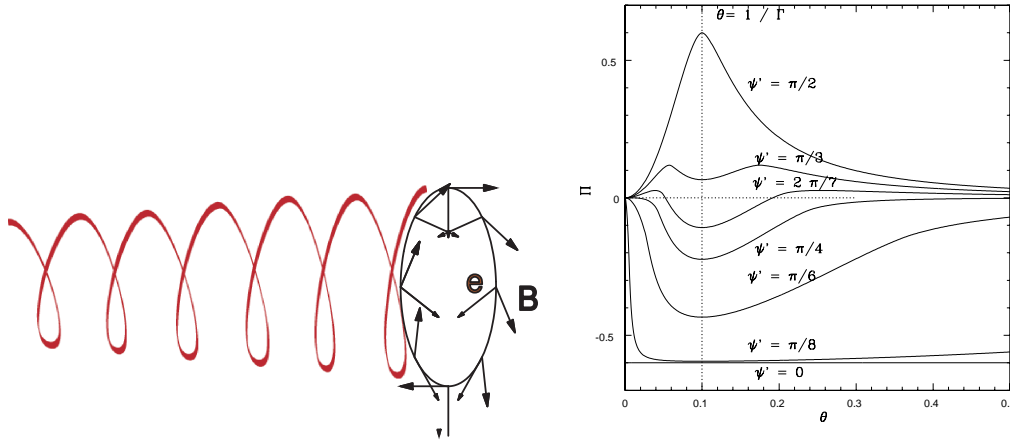 e
B
θ= 1 / Γ
0.5
ψ' = π/2
ψ' = π/3
Π
ψ' = 2 π/7
0
ψ' = π/4
ψ' = π/6
-0.5
ψ' = π/8
ψ' = 0
0 0.1 0.2 0.3 0.4 0.
θ